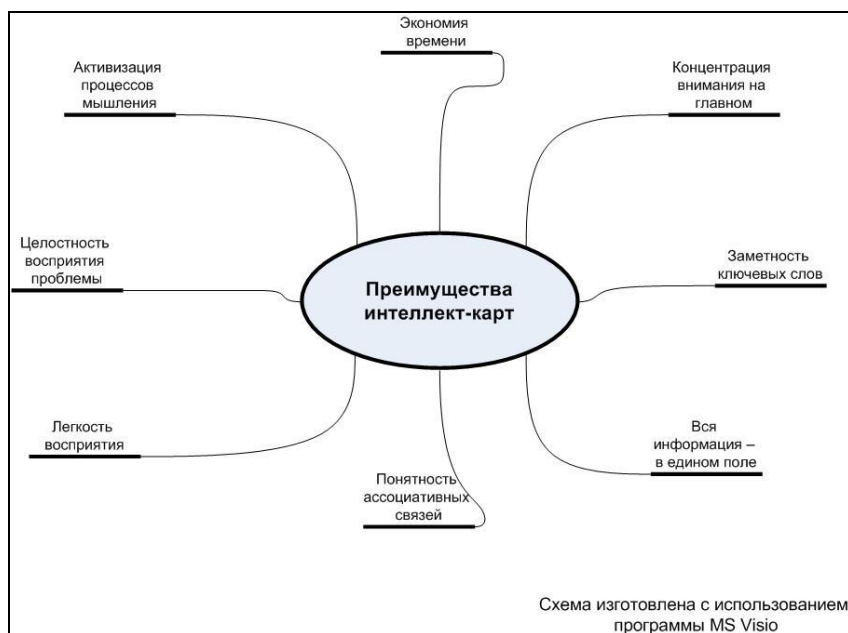 Экономия
времени
Активизация
процессов
мышления
Концентрация
внимания на
главном
Целостность
восприятия
проблемы
Преимущества
интеллект-карт
Заметность
ключевых слов
Легкость
восприятия
Вся
информация –
в едином поле
Понятность
ассоциативных
связей
Схема изготовлена с использованием
программы MS Visio